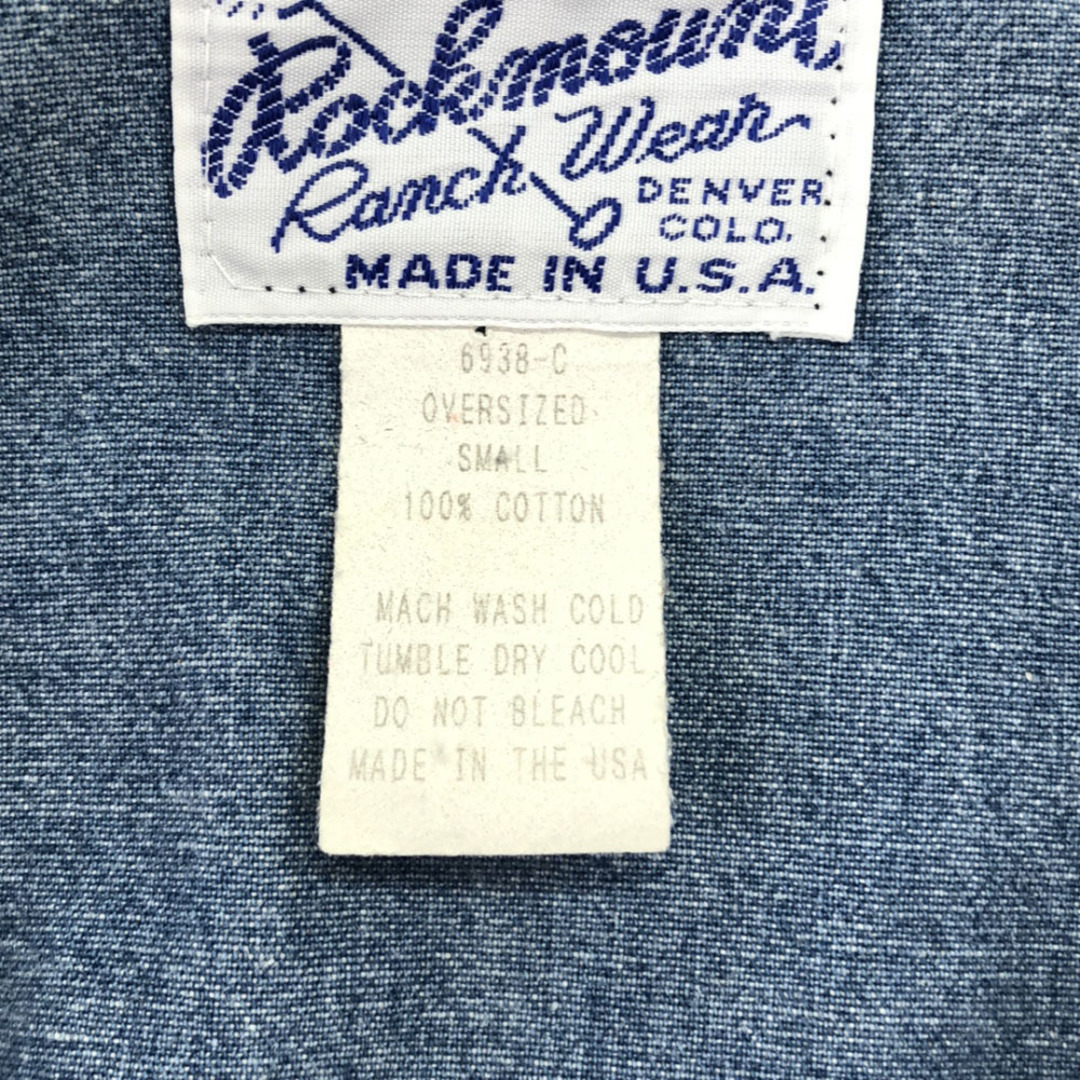 Rockmount
Ranch Wear
DENVER
COLO.
MADE IN U.S.A.
6938-C
OVERSIZED
SMALL
100% COTTON
MACH WASH COLD
TUMBLE DRY COOL
DO NOT BLEACH
MADE IN THE USA